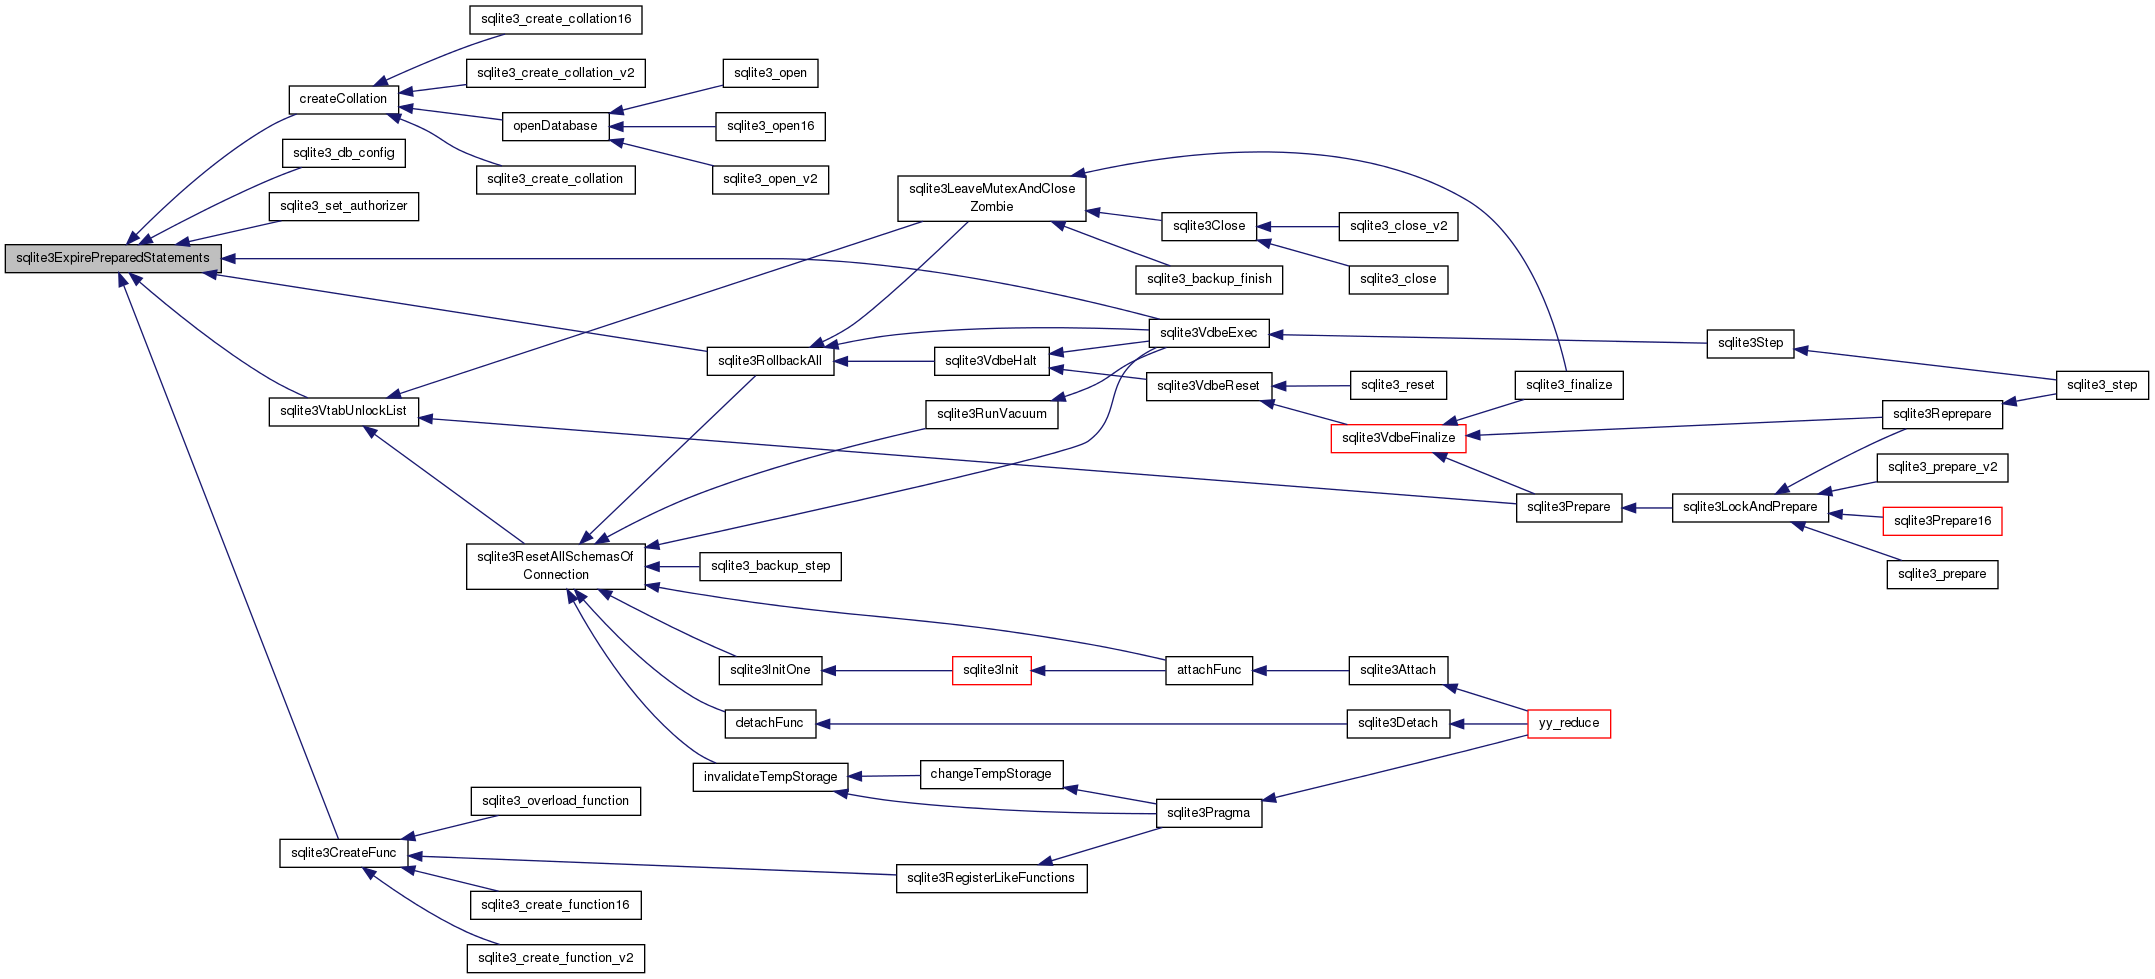 sqlite3_create_collation16
sqlite3_create_collation_v2
sqlite3_open
createCollation
openDatabase
sqlite3_open16
sqlite3_db_config
sqlite3_create_collation
sqlite3_open_v2
sqlite3_set_authorizer
sqlite3LeaveMutexAndClose
Zombie
sqlite3Close
sqlite3_close_v2
sqlite3ExpirePreparedStatements
sqlite3_backup_finish
sqlite3_close
sqlite3VdbeExec
sqlite3Step
sqlite3RollbackAll
sqlite3VdbeHalt
sqlite3VdbeReset
sqlite3_reset
sqlite3_finalize
sqlite3_step
sqlite3VtabUnlockList
sqlite3RunVacuum
sqlite3Reprepare
sqlite3VdbeFinalize
sqlite3_prepare_v2
sqlite3Prepare
sqlite3LockAndPrepare
sqlite3Prepare16
sqlite3ResetAllSchemasOf
Connection
sqlite3_backup_step
sqlite3_prepare
sqlite3InitOne
sqlite3Init
attachFunc
sqlite3Attach
detachFunc
sqlite3Detach
yy_reduce
invalidateTempStorage
changeTempStorage
sqlite3_overload_function
sqlite3Pragma
sqlite3CreateFunc
sqlite3RegisterLikeFunctions
sqlite3_create_function16
sqlite3_create_function_v2